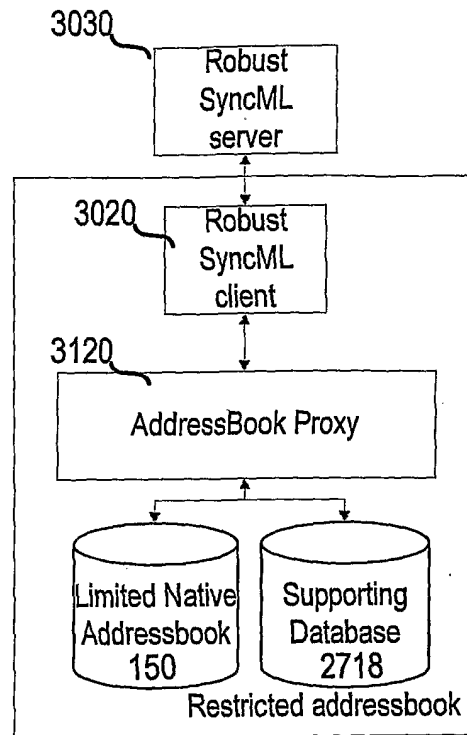 3030
Robust
SyncML
server
3020
Robust
SyncML
client
3120
AddressBook Proxy
Limited Native
Addressbook
150
Supporting
Database
2718
Restricted addressbook